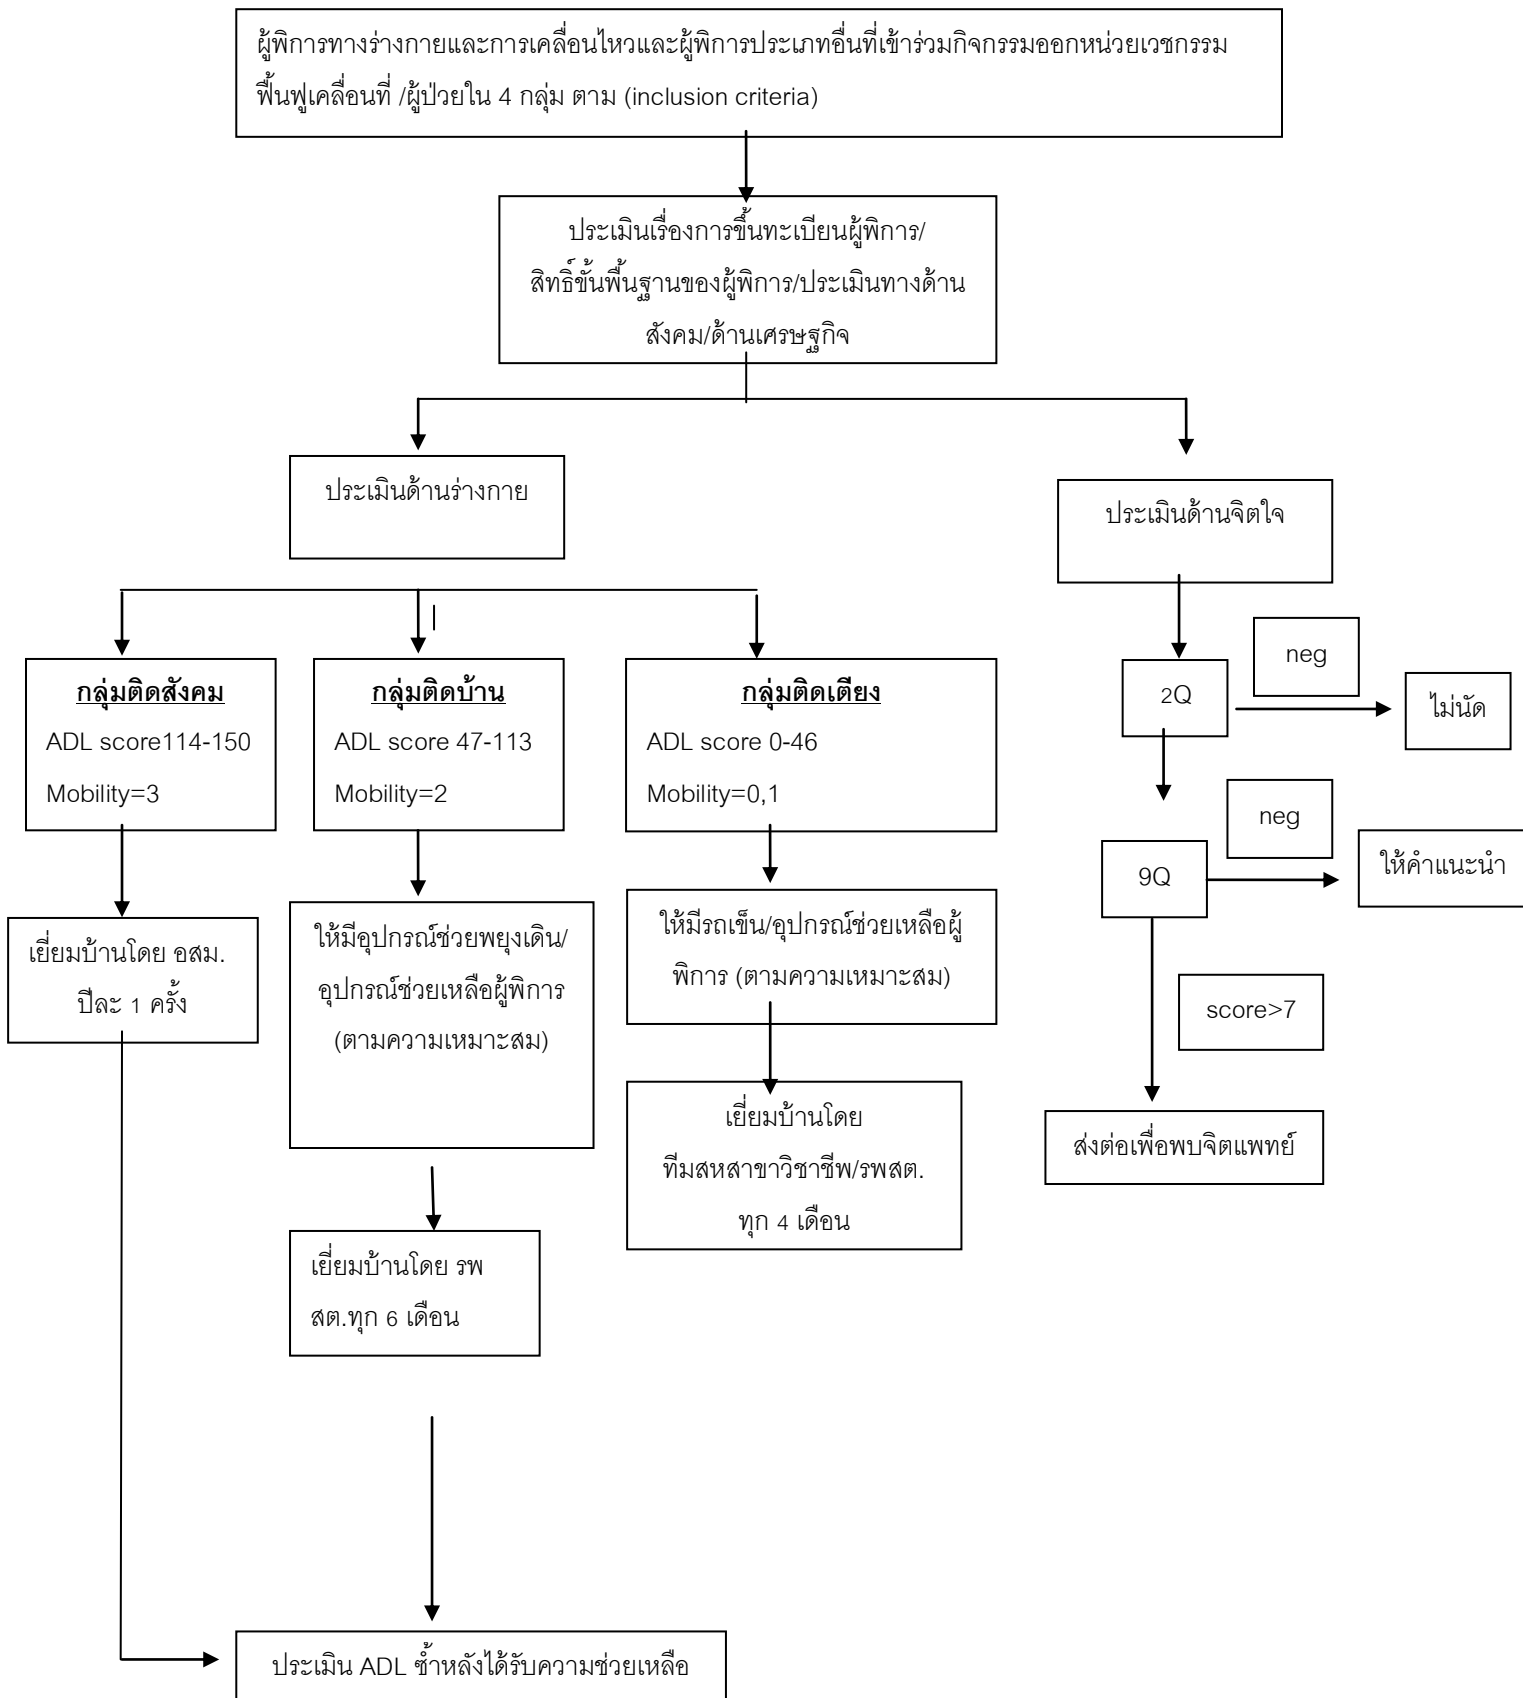 ผู้พิการทางร่างกายและการเคลื่อนไหวและผู้พิการประเภทอื่นที่เข้าร่วมกิจกรรมออกหน่วยเวชกรรม
ฟื้นฟูเคลื่อนที่ /ผู้ป่วยใน 4 กลุ่ม ตาม (inclusion criteria)
ประเมินเรื่องการขึ้นทะเบียนผู้พิการ/
สิทธิ์ขั้นพื้นฐานของผู้พิการ/ประเมินทางด้าน
สังคม/ด้านเศรษฐกิจ
ประเมินด้านร่างกาย
ประเมินด้านจิตใจ
กลุ่มติดสังคม
ADL score114-150
Mobility=3
กลุ่มติดบ้าน
ADL score 47-113
Mobility=2
กลุ่มติดเตียง
ADL score 0-46
Mobility=0,1
2Q
neg
ไม่นัด
9Q
neg
ให้คำแนะนำ
score>7
ส่งต่อเพื่อพบจิตแพทย์
เยี่ยมบ้านโดย อสม.
ปีละ 1 ครั้ง
ให้มีอุปกรณ์ช่วยพยุงเดิน/
อุปกรณ์ช่วยเหลือผู้พิการ
(ตามความเหมาะสม)
ให้มีรถเข็น/อุปกรณ์ช่วยเหลือผู้
พิการ (ตามความเหมาะสม)
เยี่ยมบ้านโดย
ทีมสหสาขาวิชาชีพ/รพสต.
ทุก 4 เดือน
เยี่ยมบ้านโดย รพ
สต.ทุก 6 เดือน
ประเมิน ADL ซ้ำหลังได้รับความช่วยเหลือ